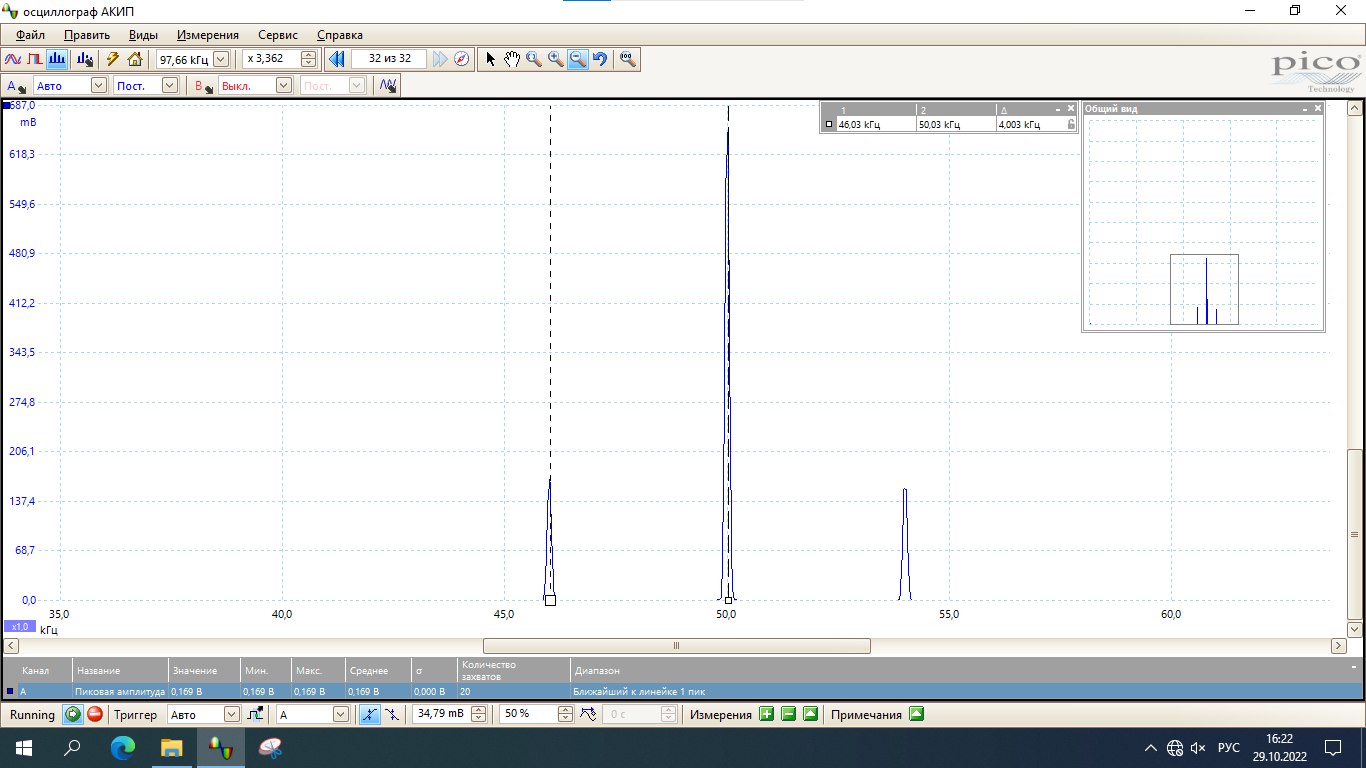 осциллограф АКИП
Файл Править Виды Измерения Сервис Справка
97,66 кГц x 3,362 32 из 32
pico
Technology
A Авто Пост. B Выкл. Пост.
687,0
mB
618,3
549,6
480,9
412,2
343,5
274,8
206,1
137,4
68,7
0,0
1 2 Δ
46,03 кГц 50,03 кГц 4,003 кГц
Общий вид
35,0 40,0 45,0 50,0 55,0 60,0
x1,0 кГц
Канал Название Значение Мин. Макс. Среднее σ Количество захватов Диапазон
A Пиковая амплитуда 0,169 В 0,169 В 0,169 В 0,169 В 0,000 В 20 Ближайший к линейке 1 пик
Running Триггер Авто A 34,79 mB 50 % 0 с Измерения Примечания
РУС
16:22
29.10.2022